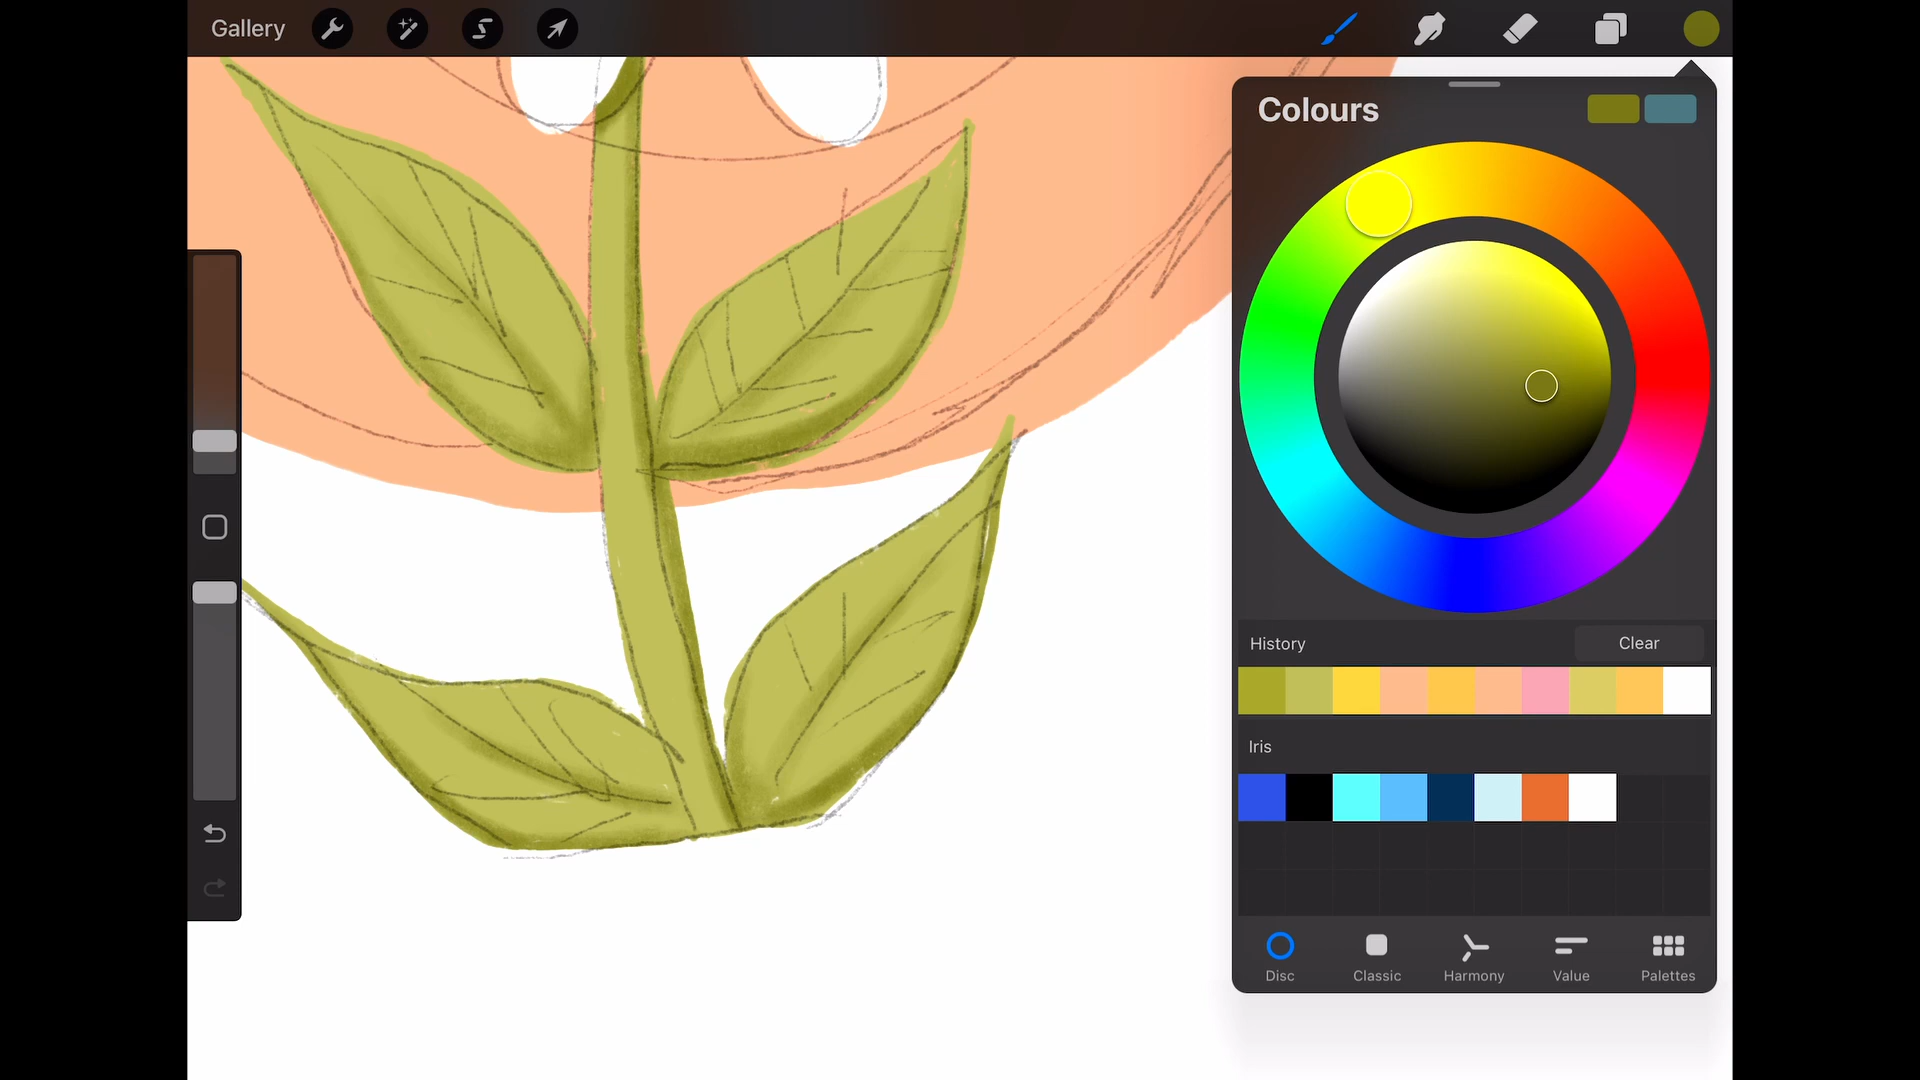 Gallery
Colours
History
Clear
Iris
Disc
Classic
Harmony
Value
Palettes